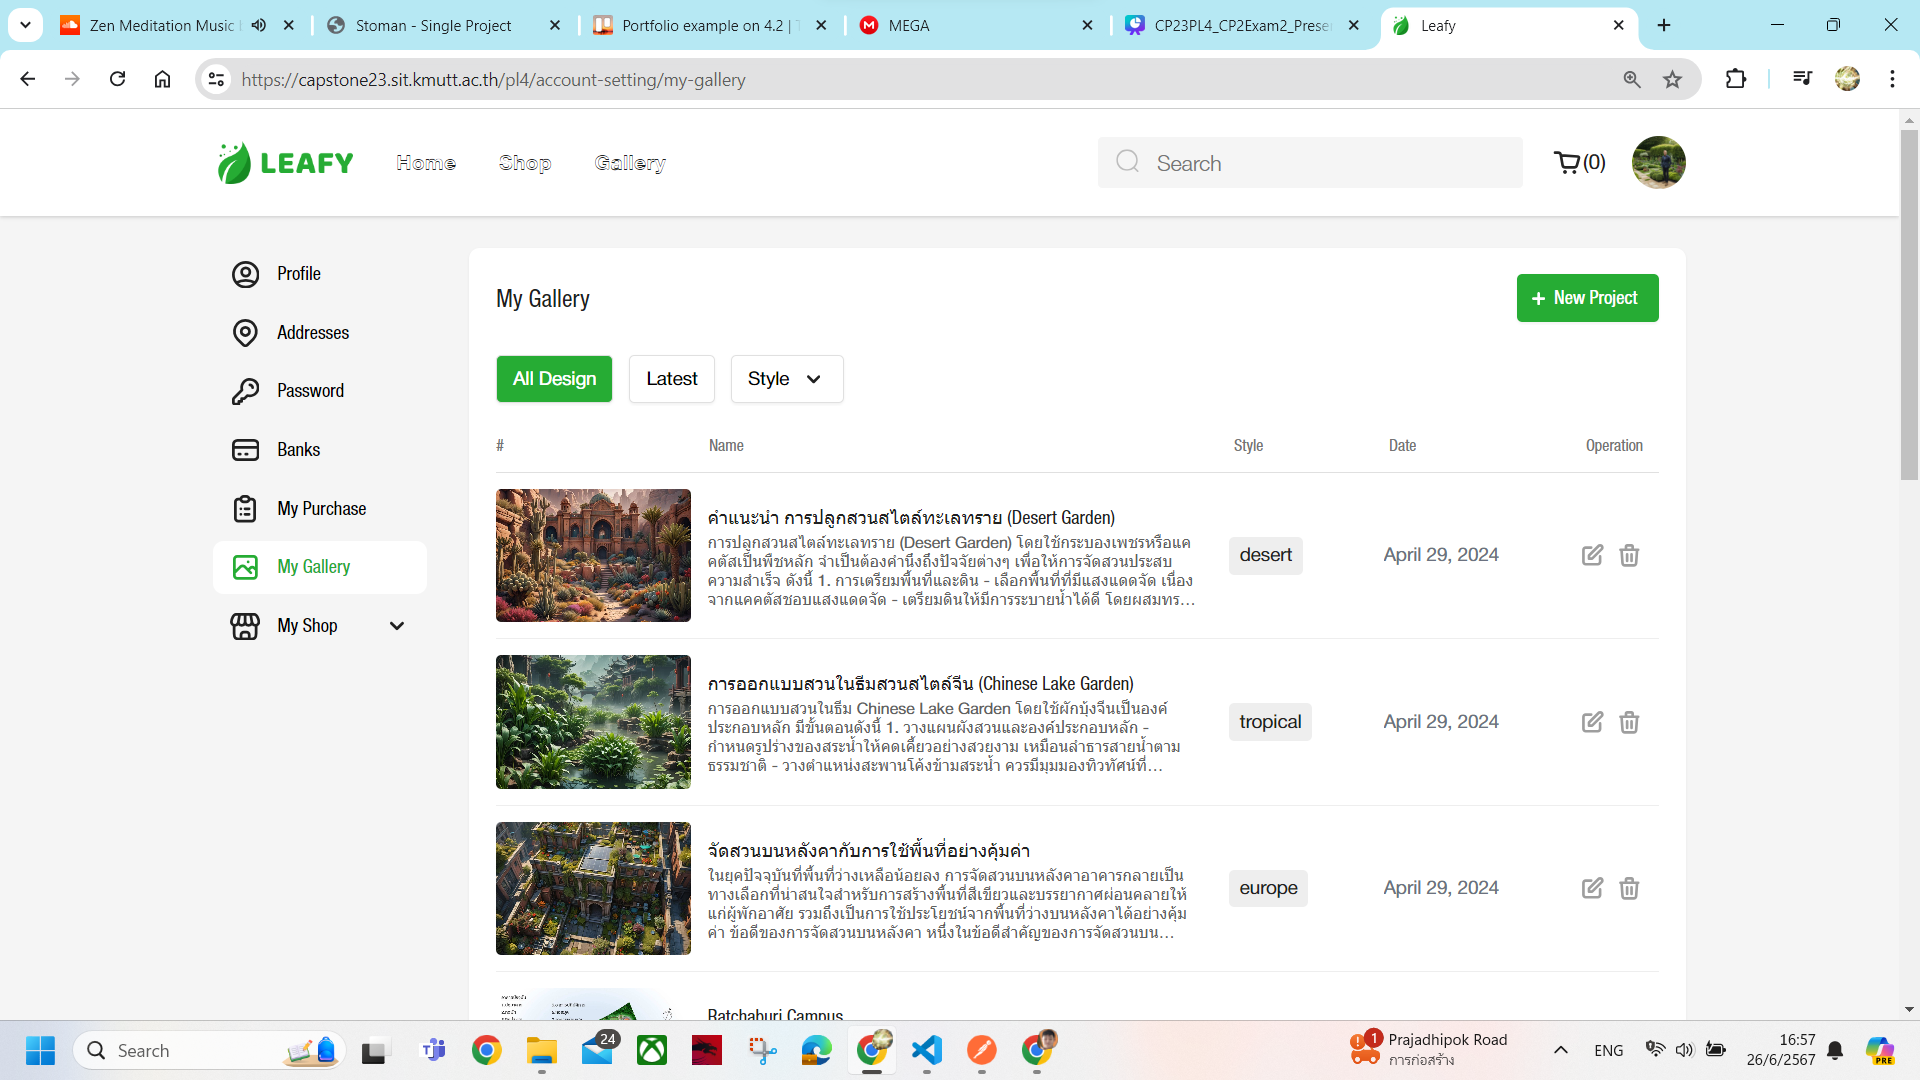 Zen Meditation Music
Stoman - Single Project
Portfolio example on 4.2 |
MEGA
CP23PL4_CP2Exam2_Prese
Leafy
https://capstone23.sit.kmutt.ac.th/pl4/account-setting/my-gallery
LEAFY
Home
Shop
Gallery
Search
(0)
Profile
Addresses
Password
Banks
My Purchase
My Gallery
My Shop
My Gallery
+ New Project
All Design
Latest
Style
# Name Style Date Operation
คำแนะนำ การปลูกสวนสไตล์ทะเลทราย (Desert Garden)
การปลูกสวนสไตล์ทะเลทราย (Desert Garden) โดยใช้กระบองเพชรหรือแค
คตัสเป็นพืชหลัก จำเป็นต้องคำนึงถึงปัจจัยต่างๆ เพื่อให้การจัดสวนประสบ
ความสำเร็จ ดังนี้ 1. การเตรียมพื้นที่และดิน - เลือกพื้นที่ที่มีแสงแดดจัด เนื่อง
จากแคคตัสชอบแสงแดดจัด - เตรียมดินให้มีการระบายน้ำได้ดี โดยผสมทร...
desert
April 29, 2024
การออกแบบสวนในธีมสวนสไตล์จีน (Chinese Lake Garden)
การออกแบบสวนในธีม Chinese Lake Garden โดยใช้ผักบุ้งจีนเป็นองค์
ประกอบหลัก มีขั้นตอนดังนี้ 1. วางแผนผังสวนและองค์ประกอบหลัก -
กำหนดรูปร่างของสระน้ำให้คดเคี้ยวอย่างสวยงาม เหมือนลำธารสายน้ำตาม
ธรรมชาติ - วางตำแหน่งสะพานโค้งข้ามสระน้ำ ควรมีมุมมองทิวทัศน์ที่...
tropical
April 29, 2024
จัดสวนบนหลังคากับการใช้พื้นที่อย่างคุ้มค่า
ในยุคปัจจุบันที่พื้นที่ว่างเหลือน้อยลง การจัดสวนบนหลังคาอาคารกลายเป็น
ทางเลือกที่น่าสนใจสำหรับการสร้างพื้นที่สีเขียวและบรรยากาศผ่อนคลายให้
แก่ผู้พักอาศัย รวมถึงเป็นการใช้ประโยชน์จากพื้นที่ว่างบนหลังคาได้อย่างคุ้ม
ค่า ข้อดีของการจัดสวนบนหลังคา หนึ่งในข้อดีสำคัญของการจัดสวนบน...
europe
April 29, 2024
Ratchaburi Campus
Search
24
1
Prajadhipok Road
การก่อสร้าง
ENG
16:57
26/6/2567
PRE